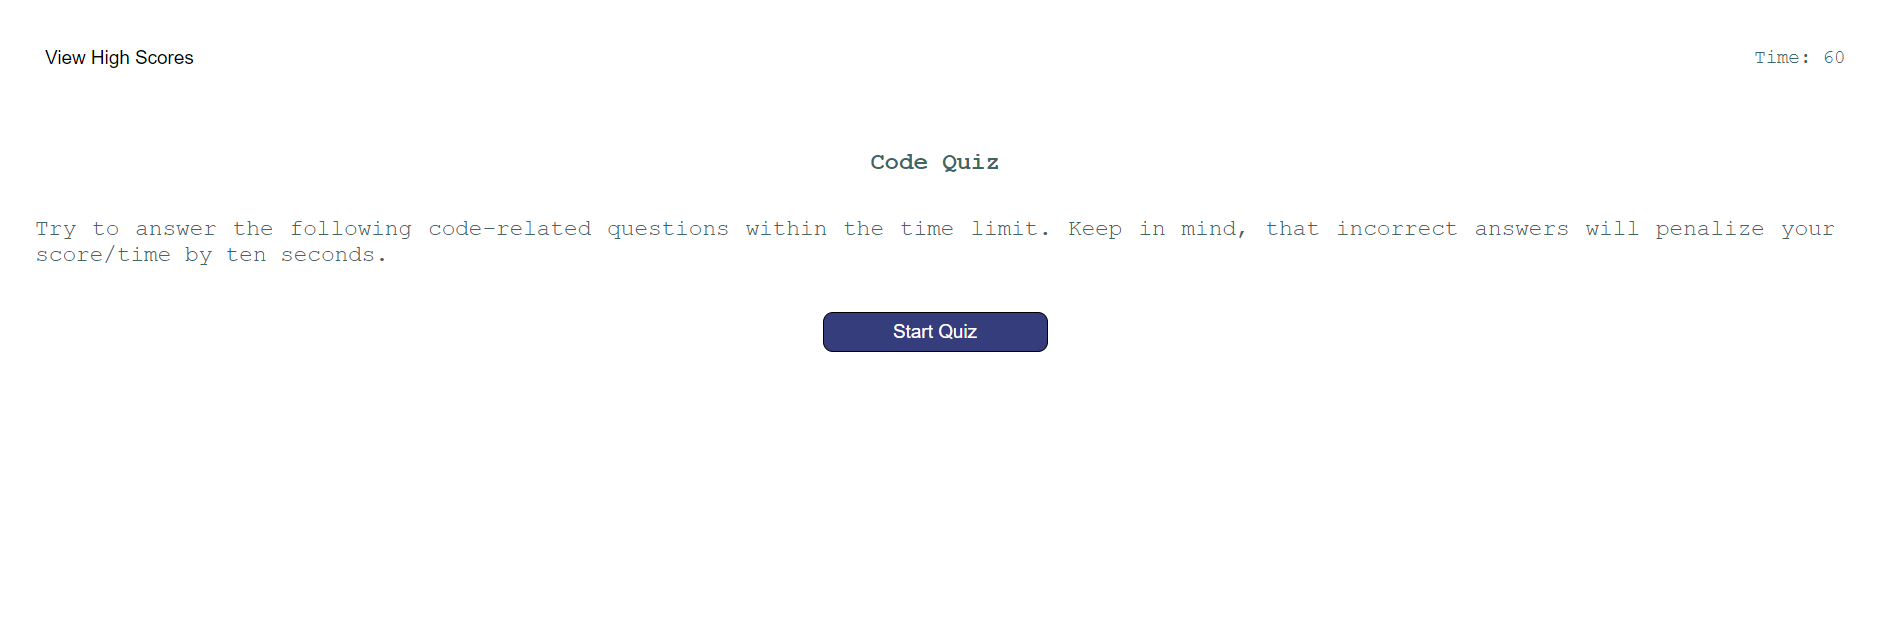 View High Scores
Time: 60
Code Quiz
Try to answer the following code-related questions within the time limit. Keep in mind, that incorrect answers will penalize your
score/time by ten seconds.
Start Quiz